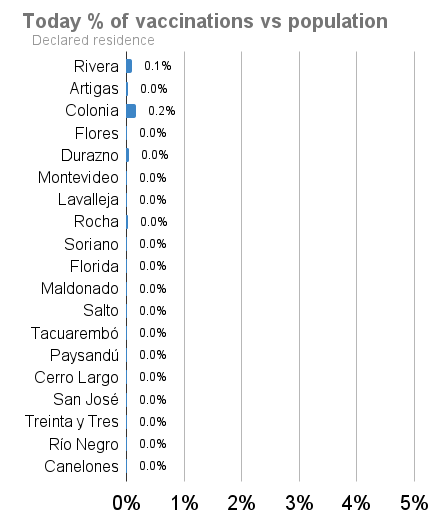 Today % of vaccinations vs population
Declared residence
Rivera 0.1%
Artigas 0.0%
Colonia 0.2%
Flores 0.0%
Durazno 0.0%
Montevideo 0.0%
Lavalleja 0.0%
Rocha 0.0%
Soriano 0.0%
Florida 0.0%
Maldonado 0.0%
Salto 0.0%
Tacuarembó 0.0%
Paysandú 0.0%
Cerro Largo 0.0%
San José 0.0%
Treinta y Tres 0.0%
Río Negro 0.0%
Canelones 0.0%
0% 1% 2% 3% 4% 5%